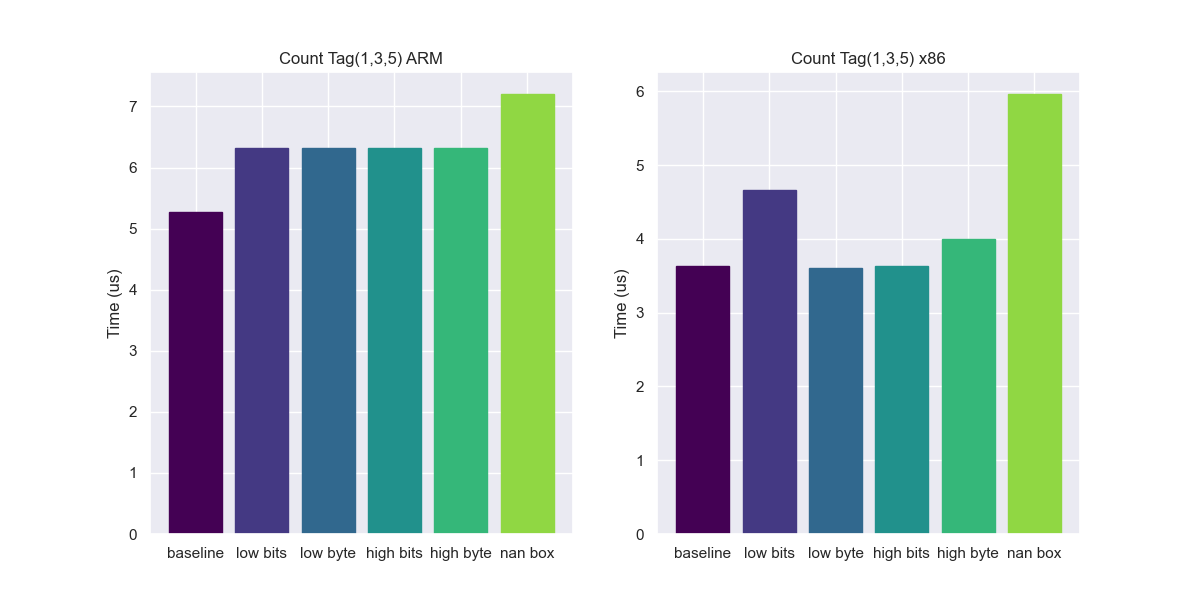 Count Tag(1,3,5) ARM
Time (us)
7
6
5
4
3
2
1
0
baseline low bits low byte high bits high byte nan box
Count Tag(1,3,5) x86
Time (us)
6
5
4
3
2
1
0
baseline low bits low byte high bits high byte nan box